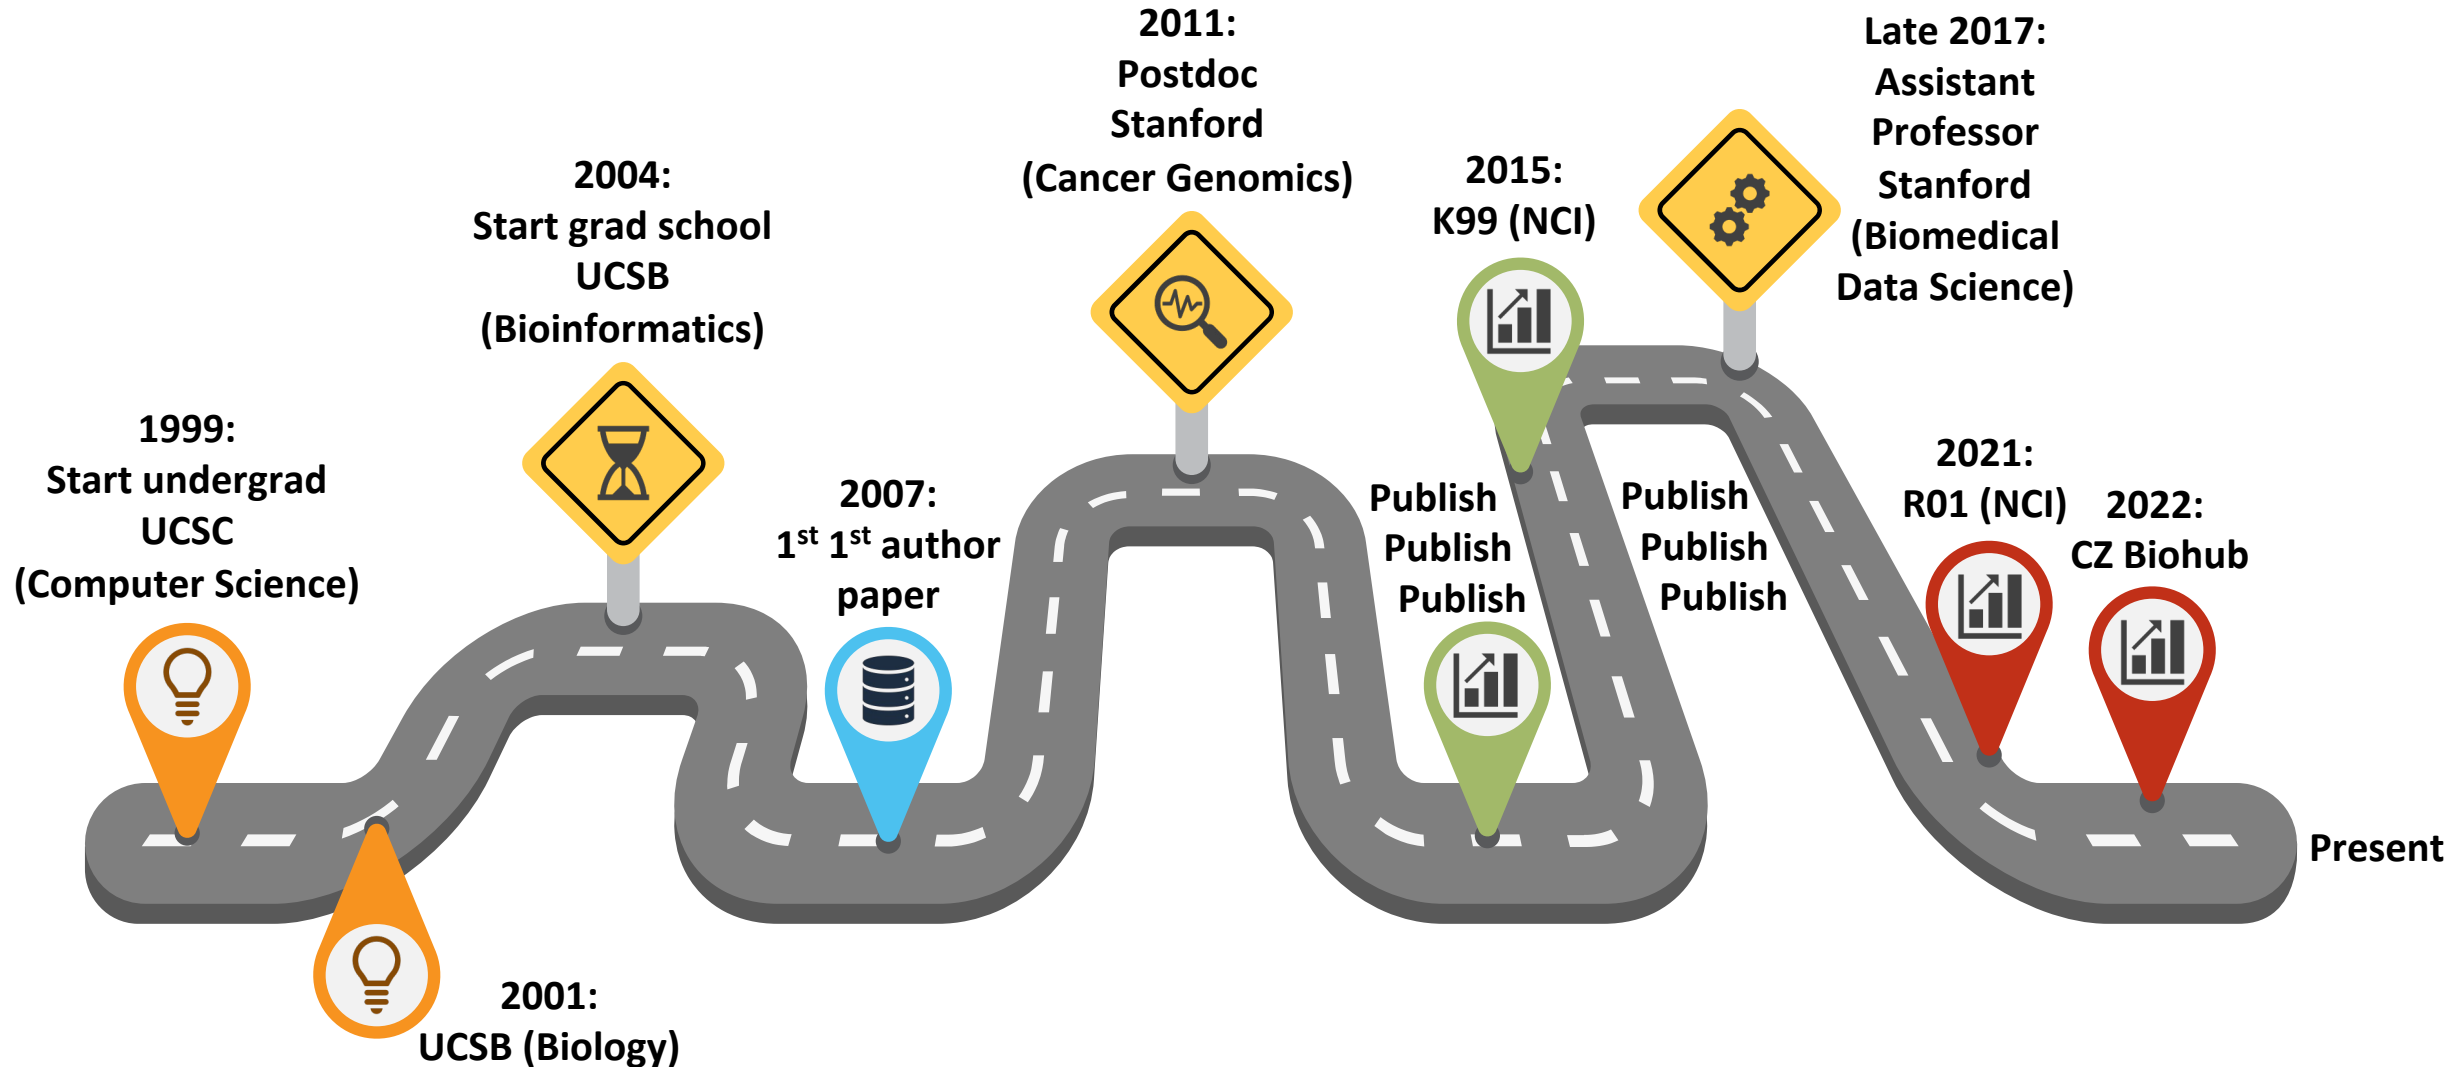 1999:
Start undergrad
UCSC
(Computer Science)
2001:
UCSB (Biology)
2004:
Start grad school
UCSB
(Bioinformatics)
2007:
1st 1st author
paper
2011:
Postdoc
Stanford
(Cancer Genomics)
Publish
Publish
Publish
2015:
K99 (NCI)
Publish
Publish
Publish
Late 2017:
Assistant
Professor
Stanford
(Biomedical
Data Science)
2021:
R01 (NCI)
2022:
CZ Biohub
Present